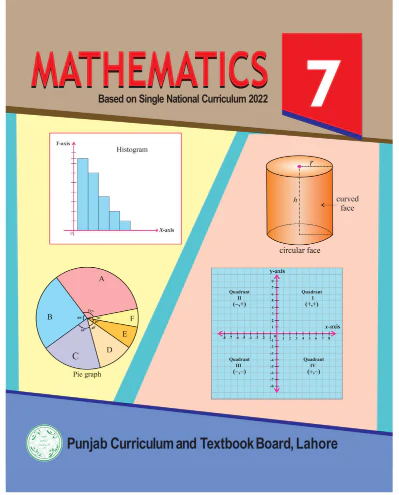 MATHEMATICS
7
Based on Single National Curriculum 2022
Y-axis
Histogram
X-axis
r
h
curved
face
circular face
A
B
C
D
E
F
Pie graph
y-axis
Quadrant
II
(−,+)
Quadrant
I
(+,+)
x-axis
Quadrant
III
(−,−)
Quadrant
IV
(+,−)
Punjab Curriculum and Textbook Board, Lahore